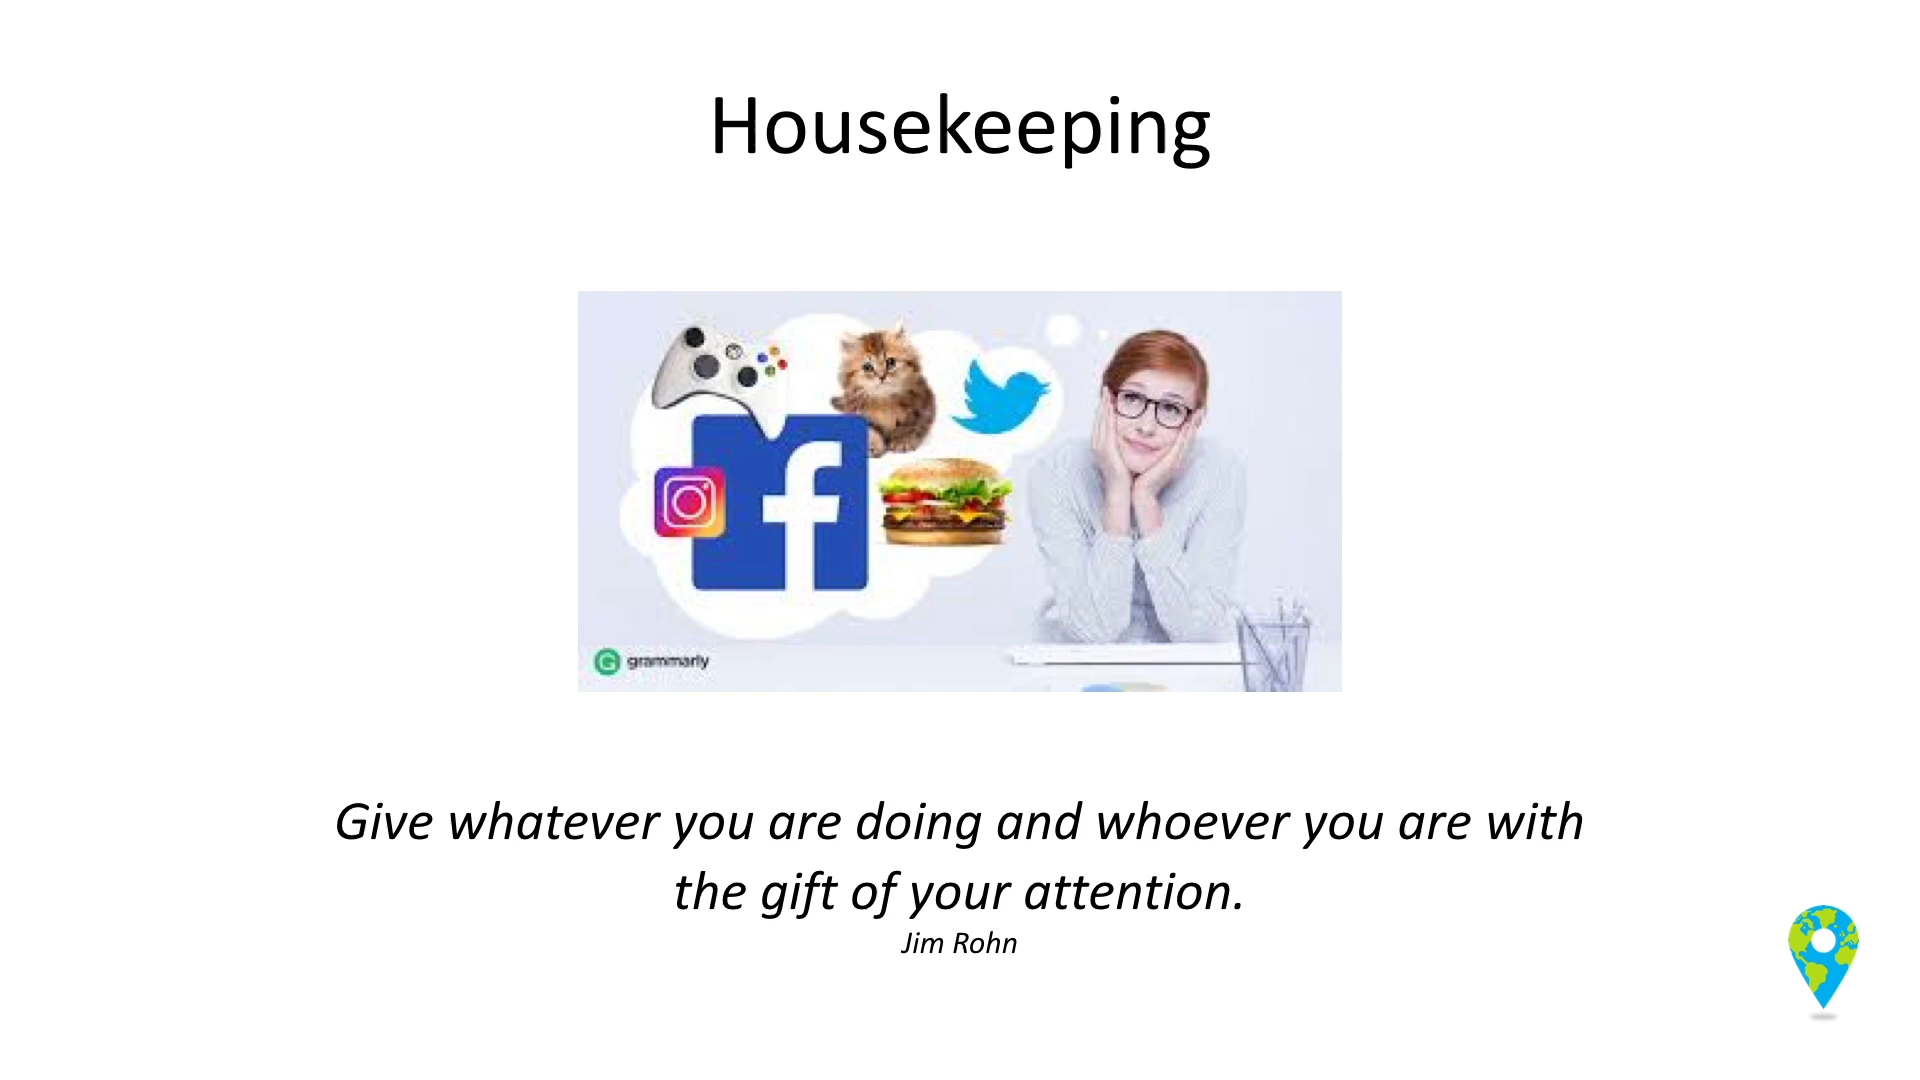 Housekeeping
grammarly
Give whatever you are doing and whoever you are with
the gift of your attention.
Jim Rohn